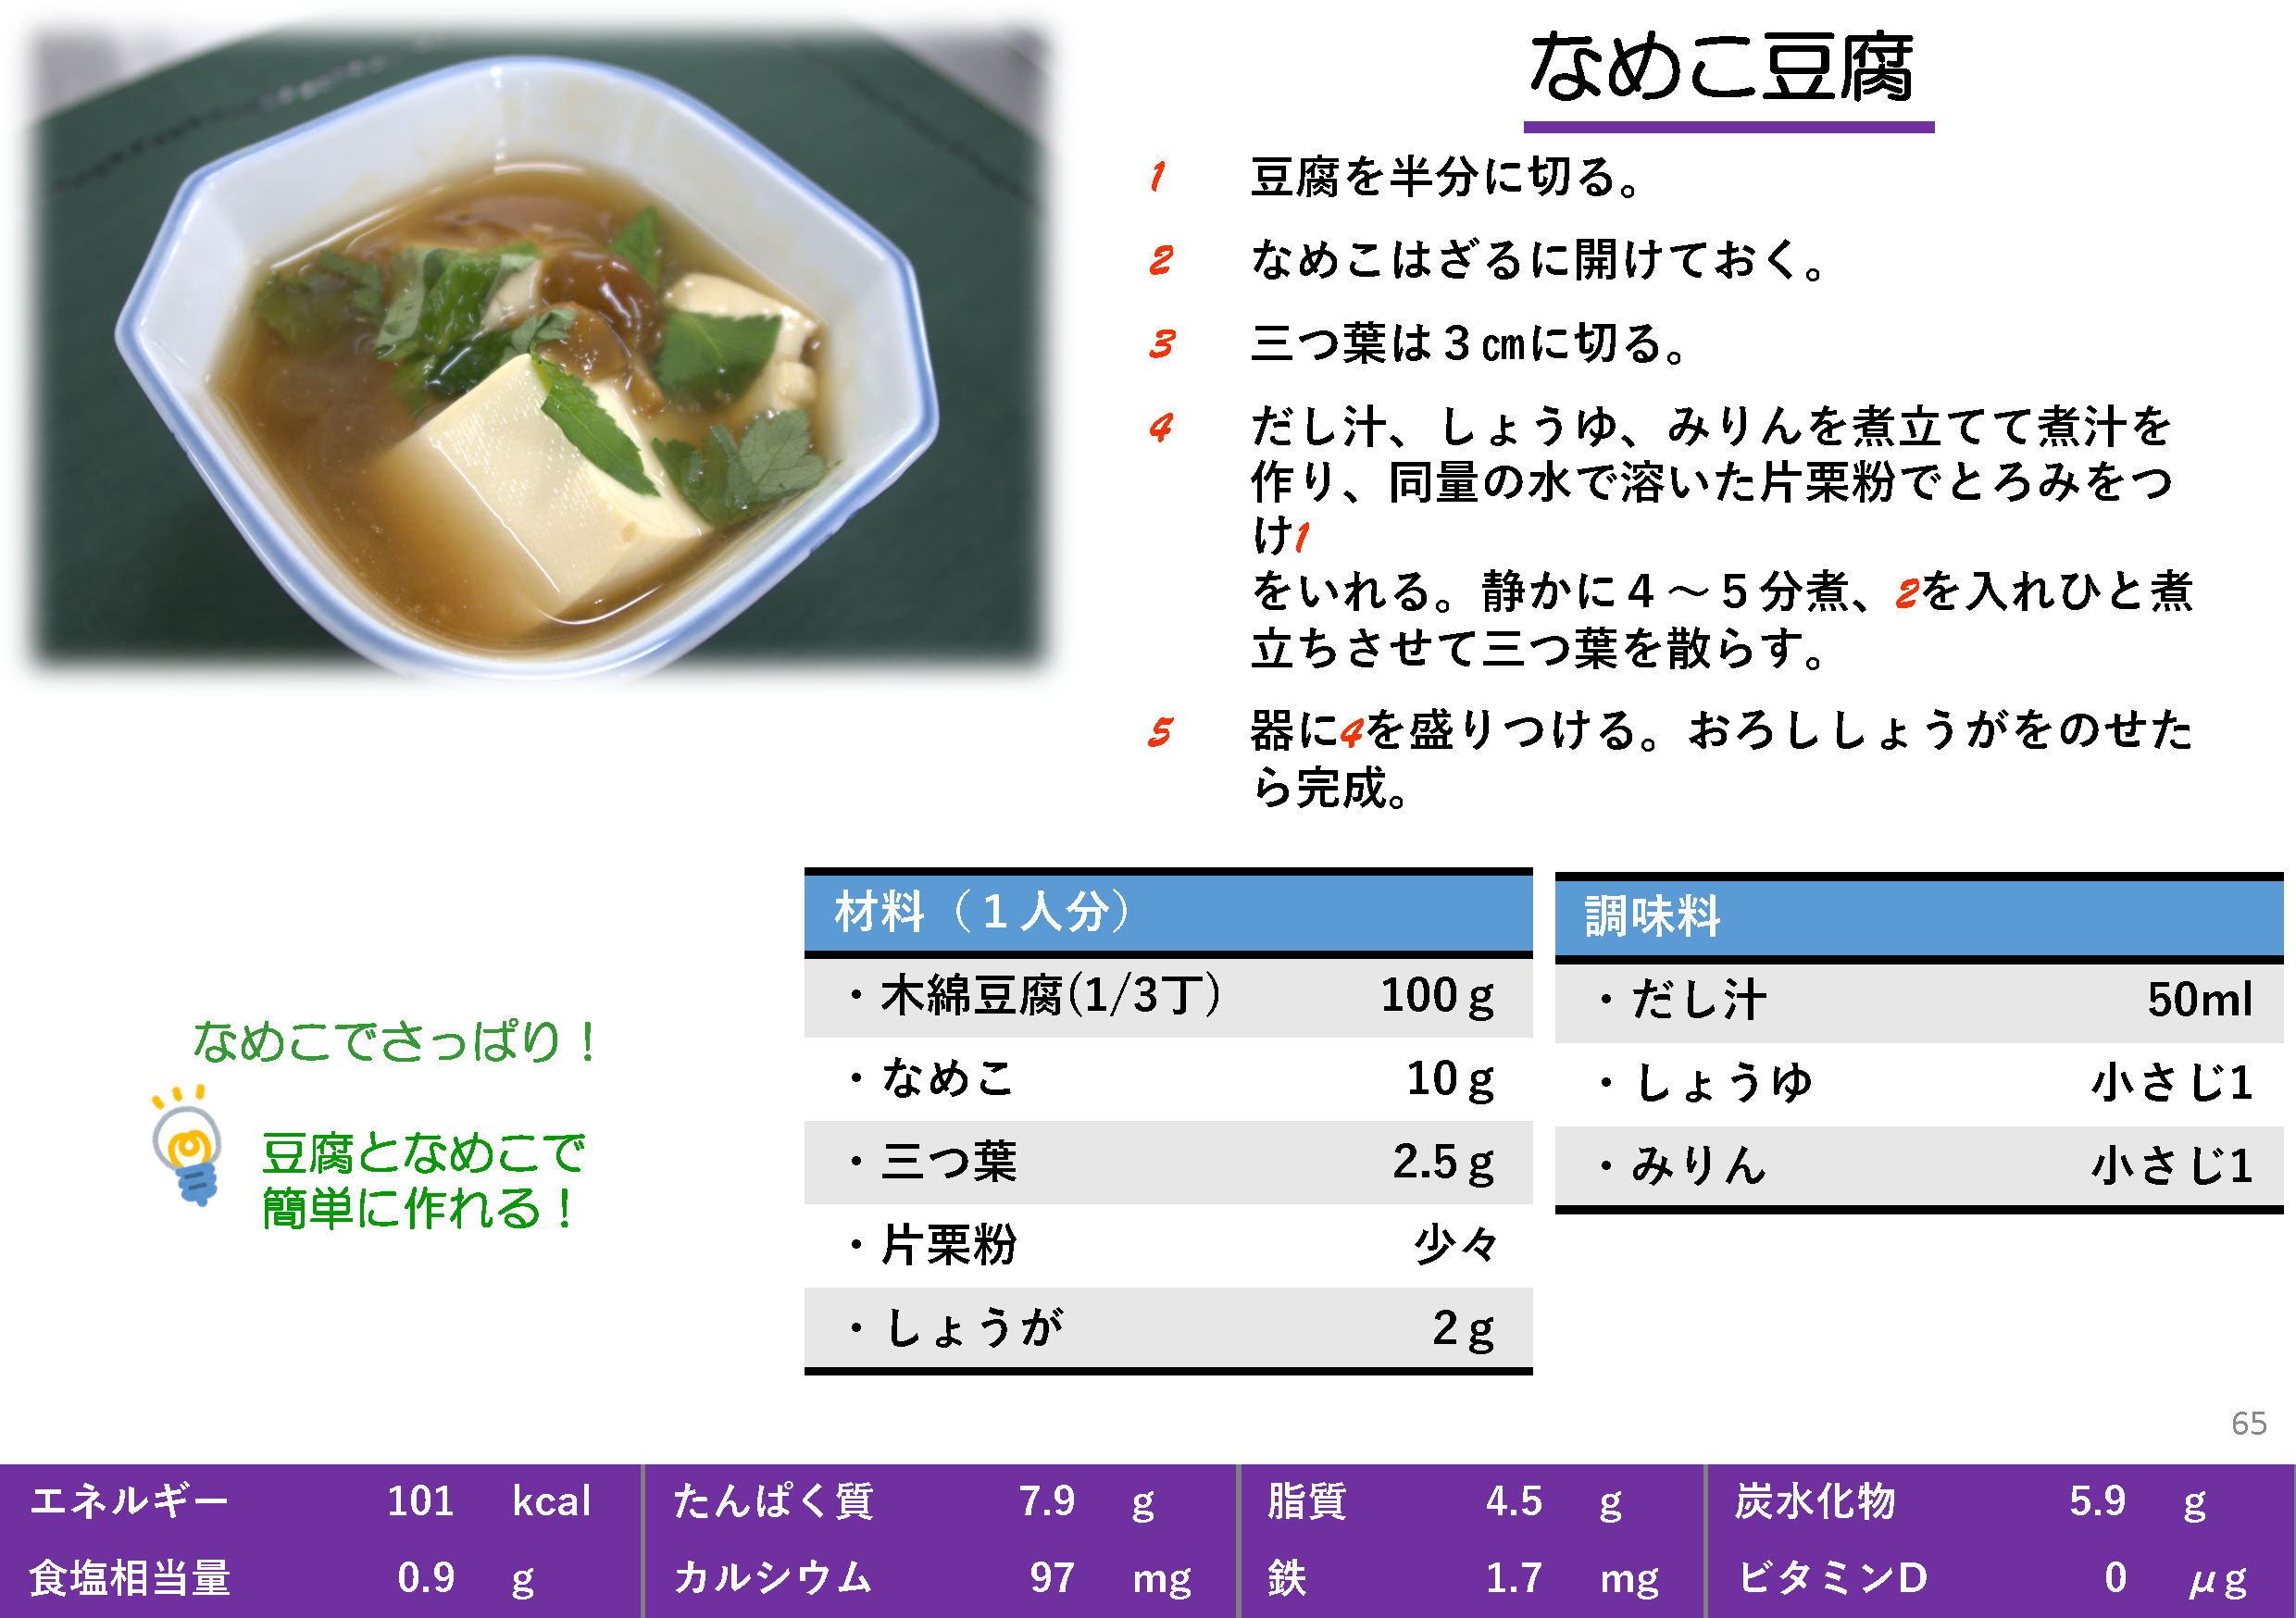 なめこ豆腐
1 豆腐を半分に切る。
2 なめこはざるに開けておく。
3 三つ葉は３㎝に切る。
4 だし汁、しょうゆ、みりんを煮立てて煮汁を
作り、同量の水で溶いた片栗粉でとろみをつ
け1
をいれる。静かに４～５分煮、2を入れひと煮
立ちさせて三つ葉を散らす。
5 器に4を盛りつける。おろししょうがをのせた
ら完成。
なめこでさっぱり！
豆腐となめこで
簡単に作れる！
材料（１人分）
・木綿豆腐(1/3丁) 100ｇ
・なめこ 10ｇ
・三つ葉 2.5ｇ
・片栗粉 少々
・しょうが 2ｇ
調味料
・だし汁 50ml
・しょうゆ 小さじ1
・みりん 小さじ1
65
エネルギー 101 kcal たんぱく質 7.9 g 脂質 4.5 g 炭水化物 5.9 g
食塩相当量 0.9 g カルシウム 97 mg 鉄 1.7 mg ビタミンD 0 μg